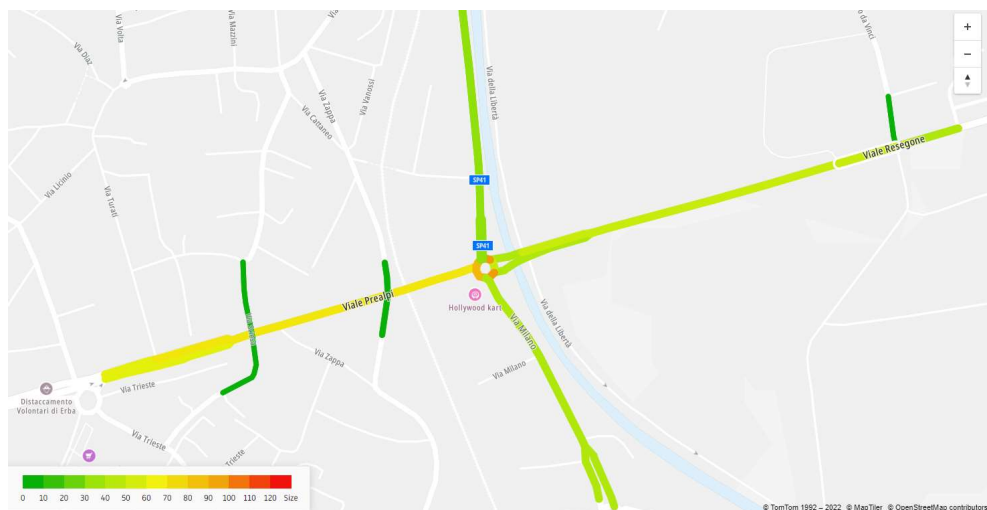 Via Volta
Via Mazzini
Via Diaz
Via Vanossi
Via Zappa
Via Cattaneo
Via della Libertà
o da Vinci
+
−
Viale Resegone
SP41
Via Licinio
Via Turati
SP41
Viale Prealpi
Hollywood kart
Via Milano
Via della Libertà
Via Zappa
Via Milano
Via Trieste
Distaccamento
Volontari di Erba
Via Trieste
Via Trieste
0 10 20 30 40 50 60 70 80 90 100 110 120 Size
© TomTom 1992 – 2022 © MapTiler © OpenStreetMap contributors